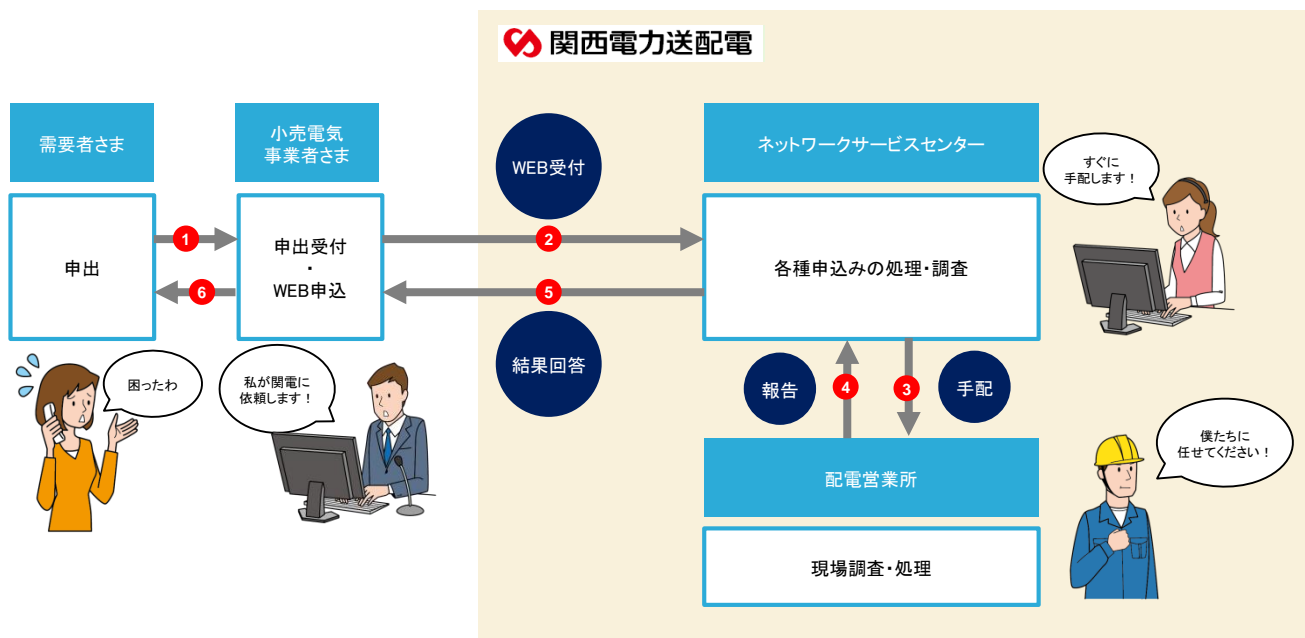 関西電力送配電
需要者さま
小売電気
事業者さま
WEB受付
ネットワークサービスセンター
すぐに
手配します！
申出
1
申出受付
・
WEB申込
2
各種申込みの処理・調査
6
5
結果回答
困ったわ
私が関電に
依頼します！
報告
4
3
手配
配電営業所
僕たちに
任せてください！
現場調査・処理